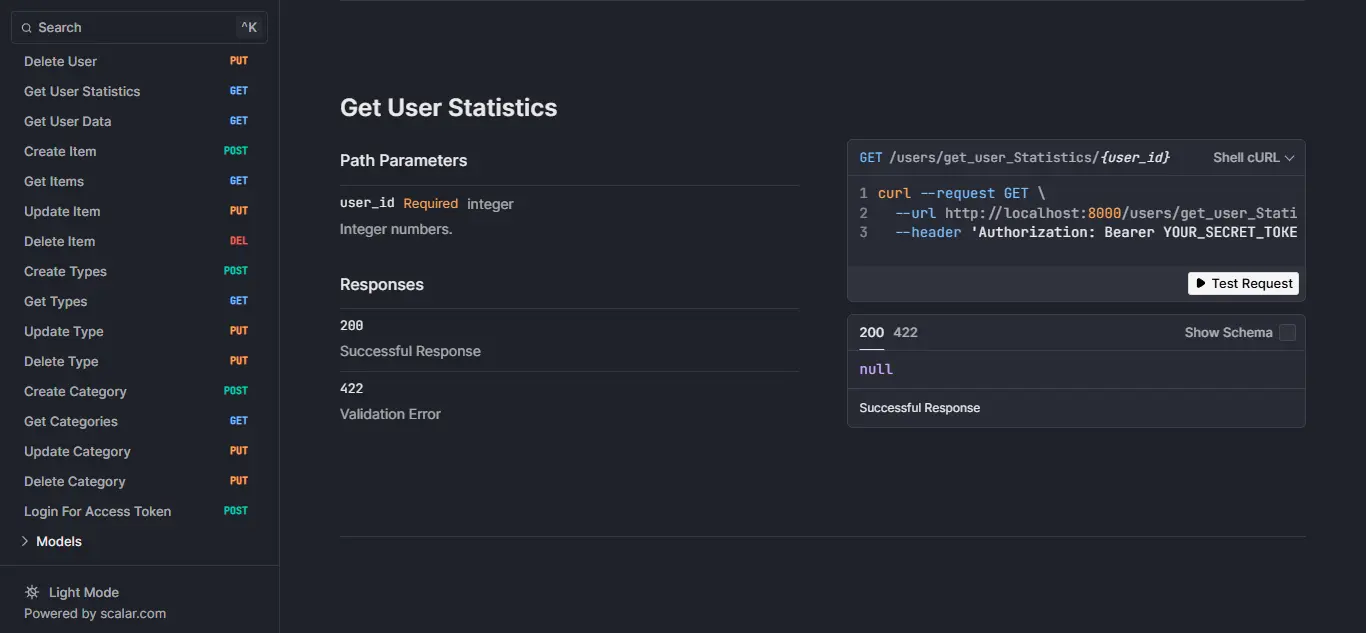 Search ^K
Delete User PUT
Get User Statistics GET
Get User Data GET
Create Item POST
Get Items GET
Update Item PUT
Delete Item DEL
Create Types POST
Get Types GET
Update Type PUT
Delete Type PUT
Create Category POST
Get Categories GET
Update Category PUT
Delete Category PUT
Login For Access Token POST
Models
Light Mode
Powered by scalar.com
Get User Statistics
Path Parameters
user_id Required integer
Integer numbers.
Responses
200
Successful Response
422
Validation Error
GET /users/get_user_Statistics/{user_id} Shell cURL
1 curl --request GET \
2 --url http://localhost:8000/users/get_user_Stati
3 --header 'Authorization: Bearer YOUR_SECRET_TOKE
Test Request
200 422 Show Schema
null
Successful Response